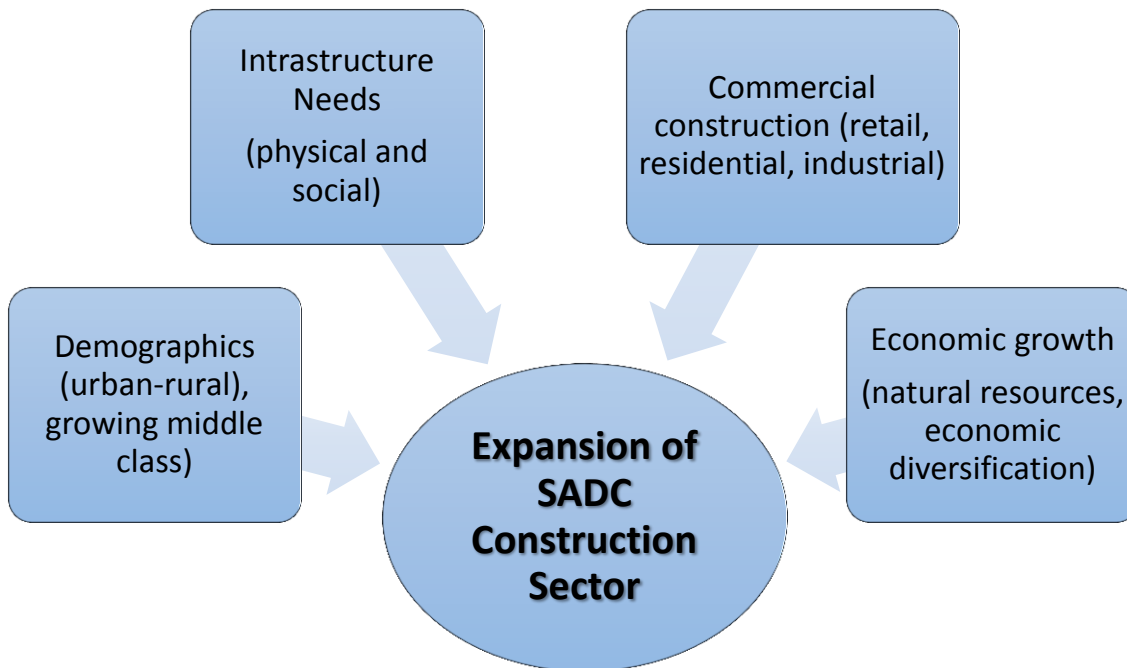 Intrastructure
Needs
(physical and
social)
Commercial
construction (retail,
residential, industrial)
Demographics
(urban-rural),
growing middle
class)
Economic growth
(natural resources,
economic
diversification)
Expansion of
SADC
Construction
Sector